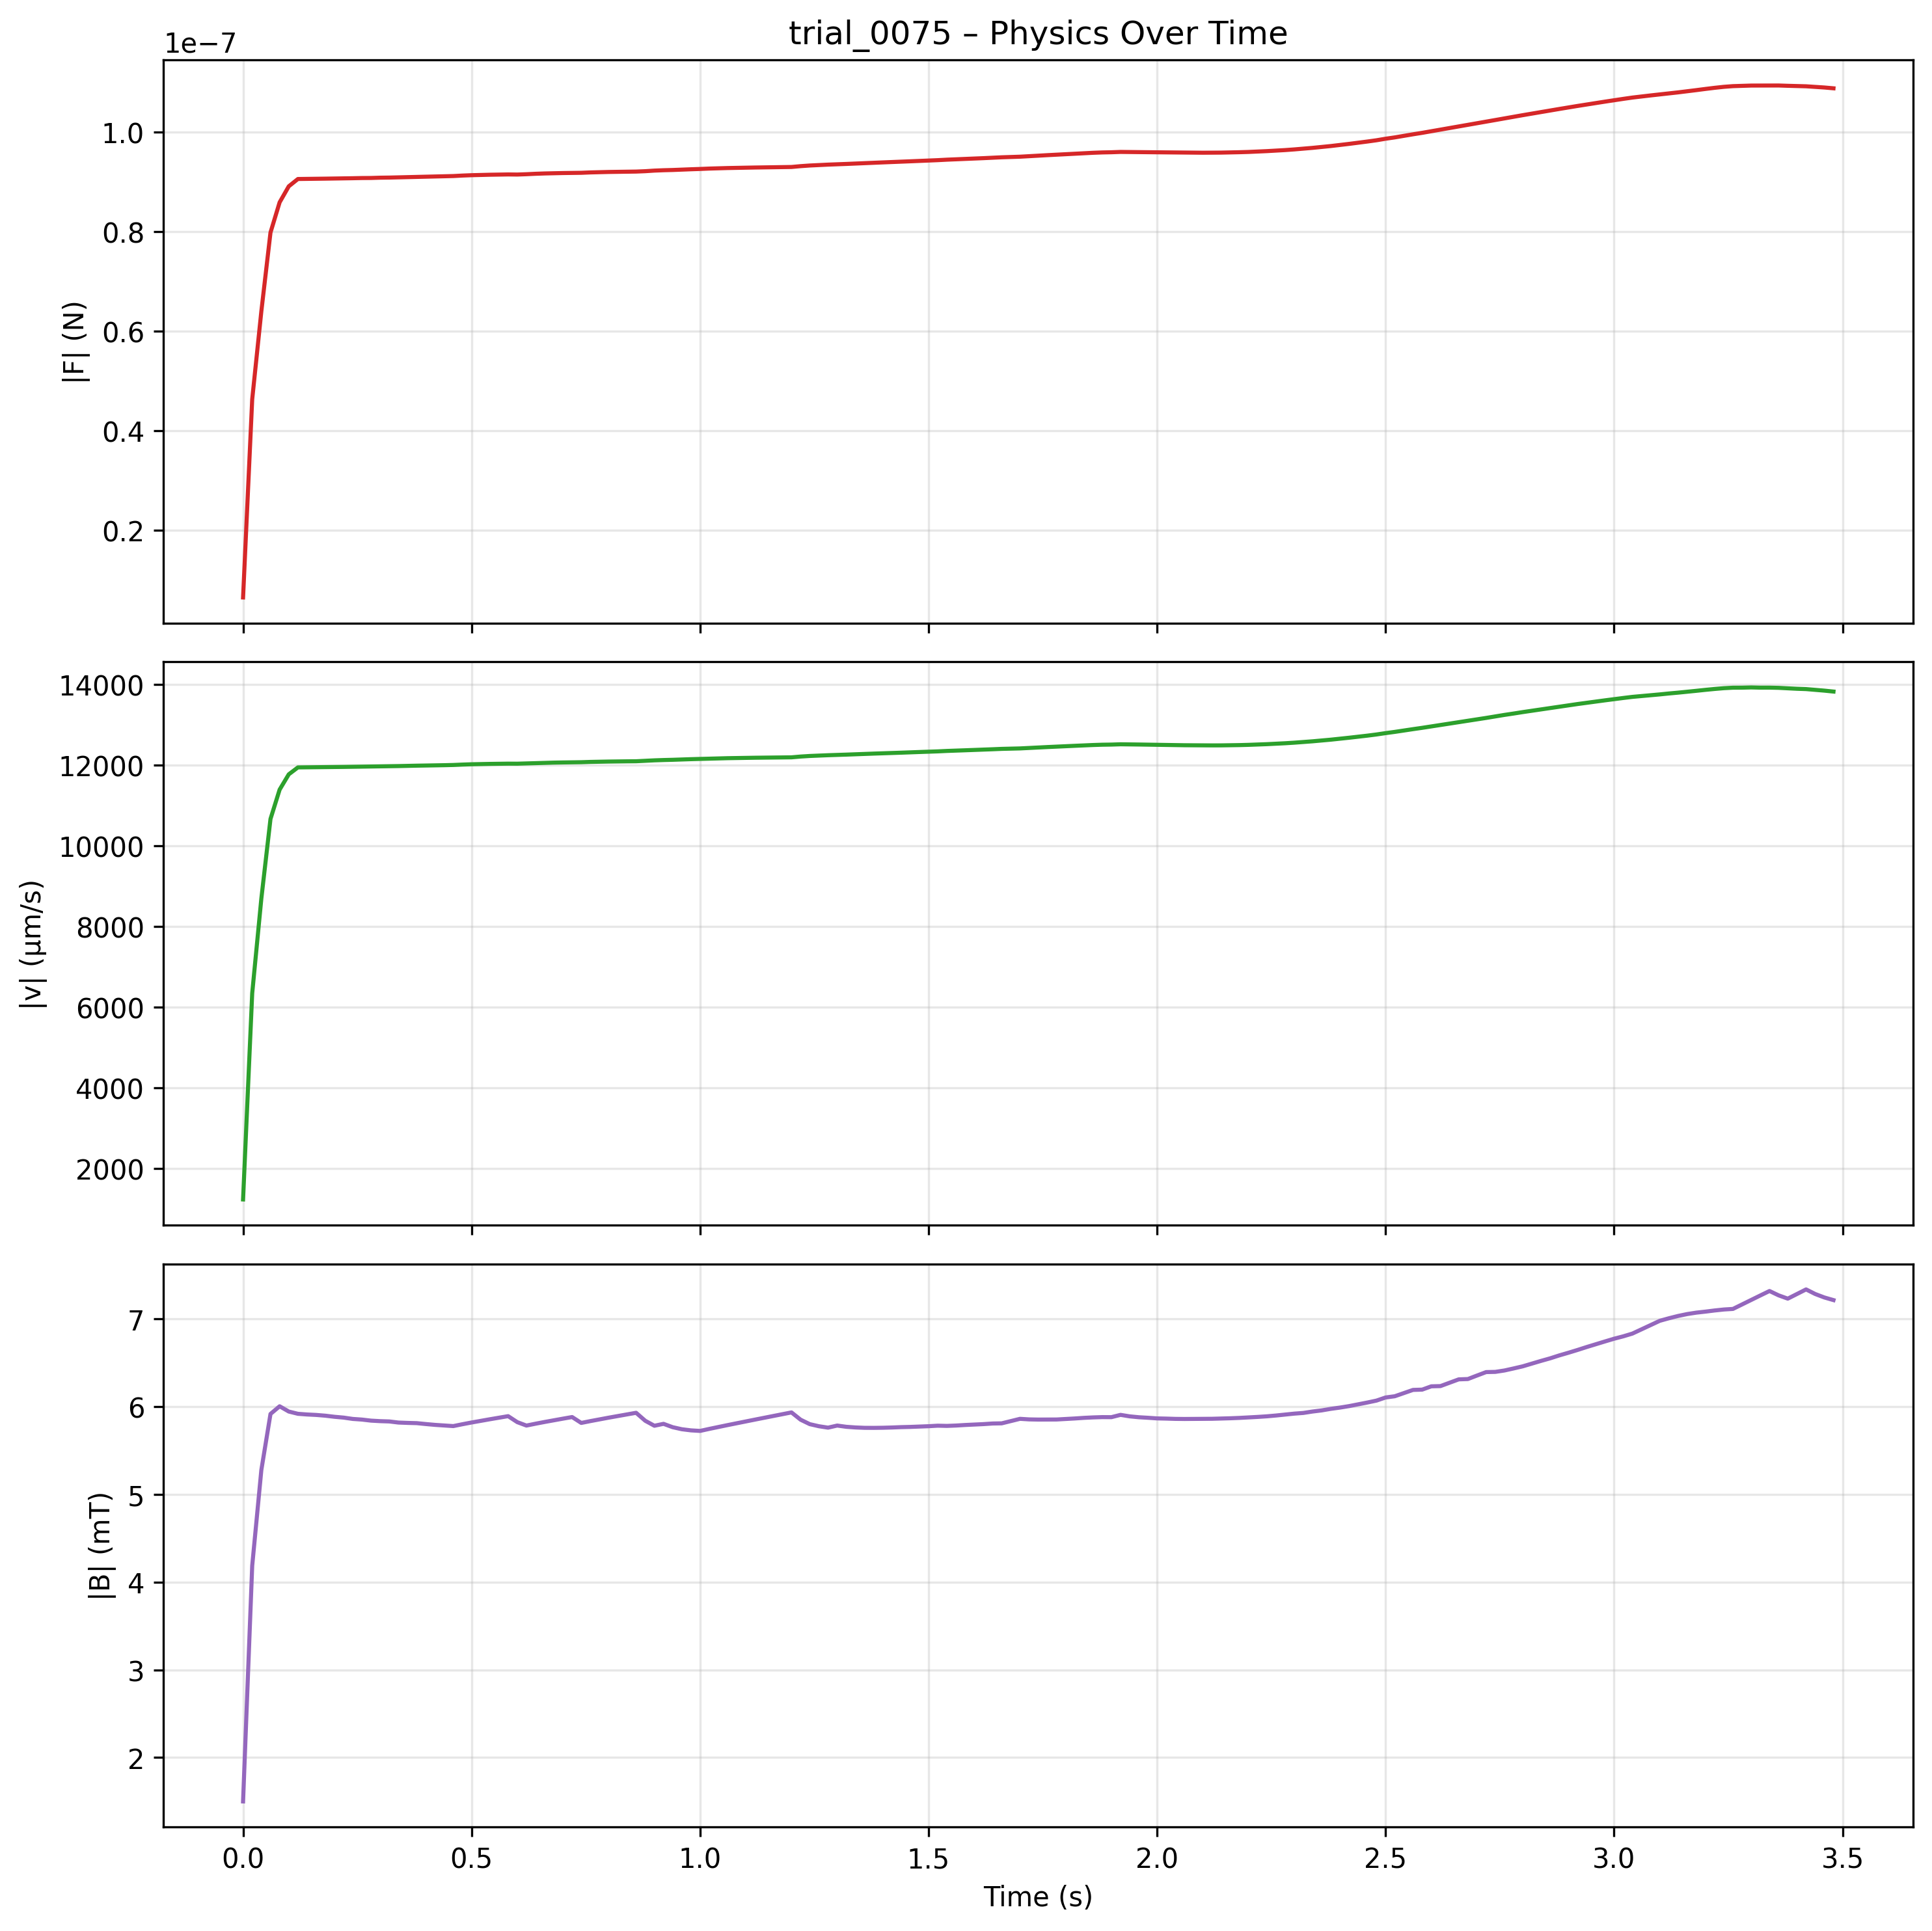 trial_0075 – Physics Over Time
1e−7
1.0
0.8
0.6
0.4
0.2
|F| (N)
14000
12000
10000
8000
6000
4000
2000
|v| (µm/s)
7
6
5
4
3
2
|B| (mT)
0.0 0.5 1.0 1.5 2.0 2.5 3.0 3.5
Time (s)